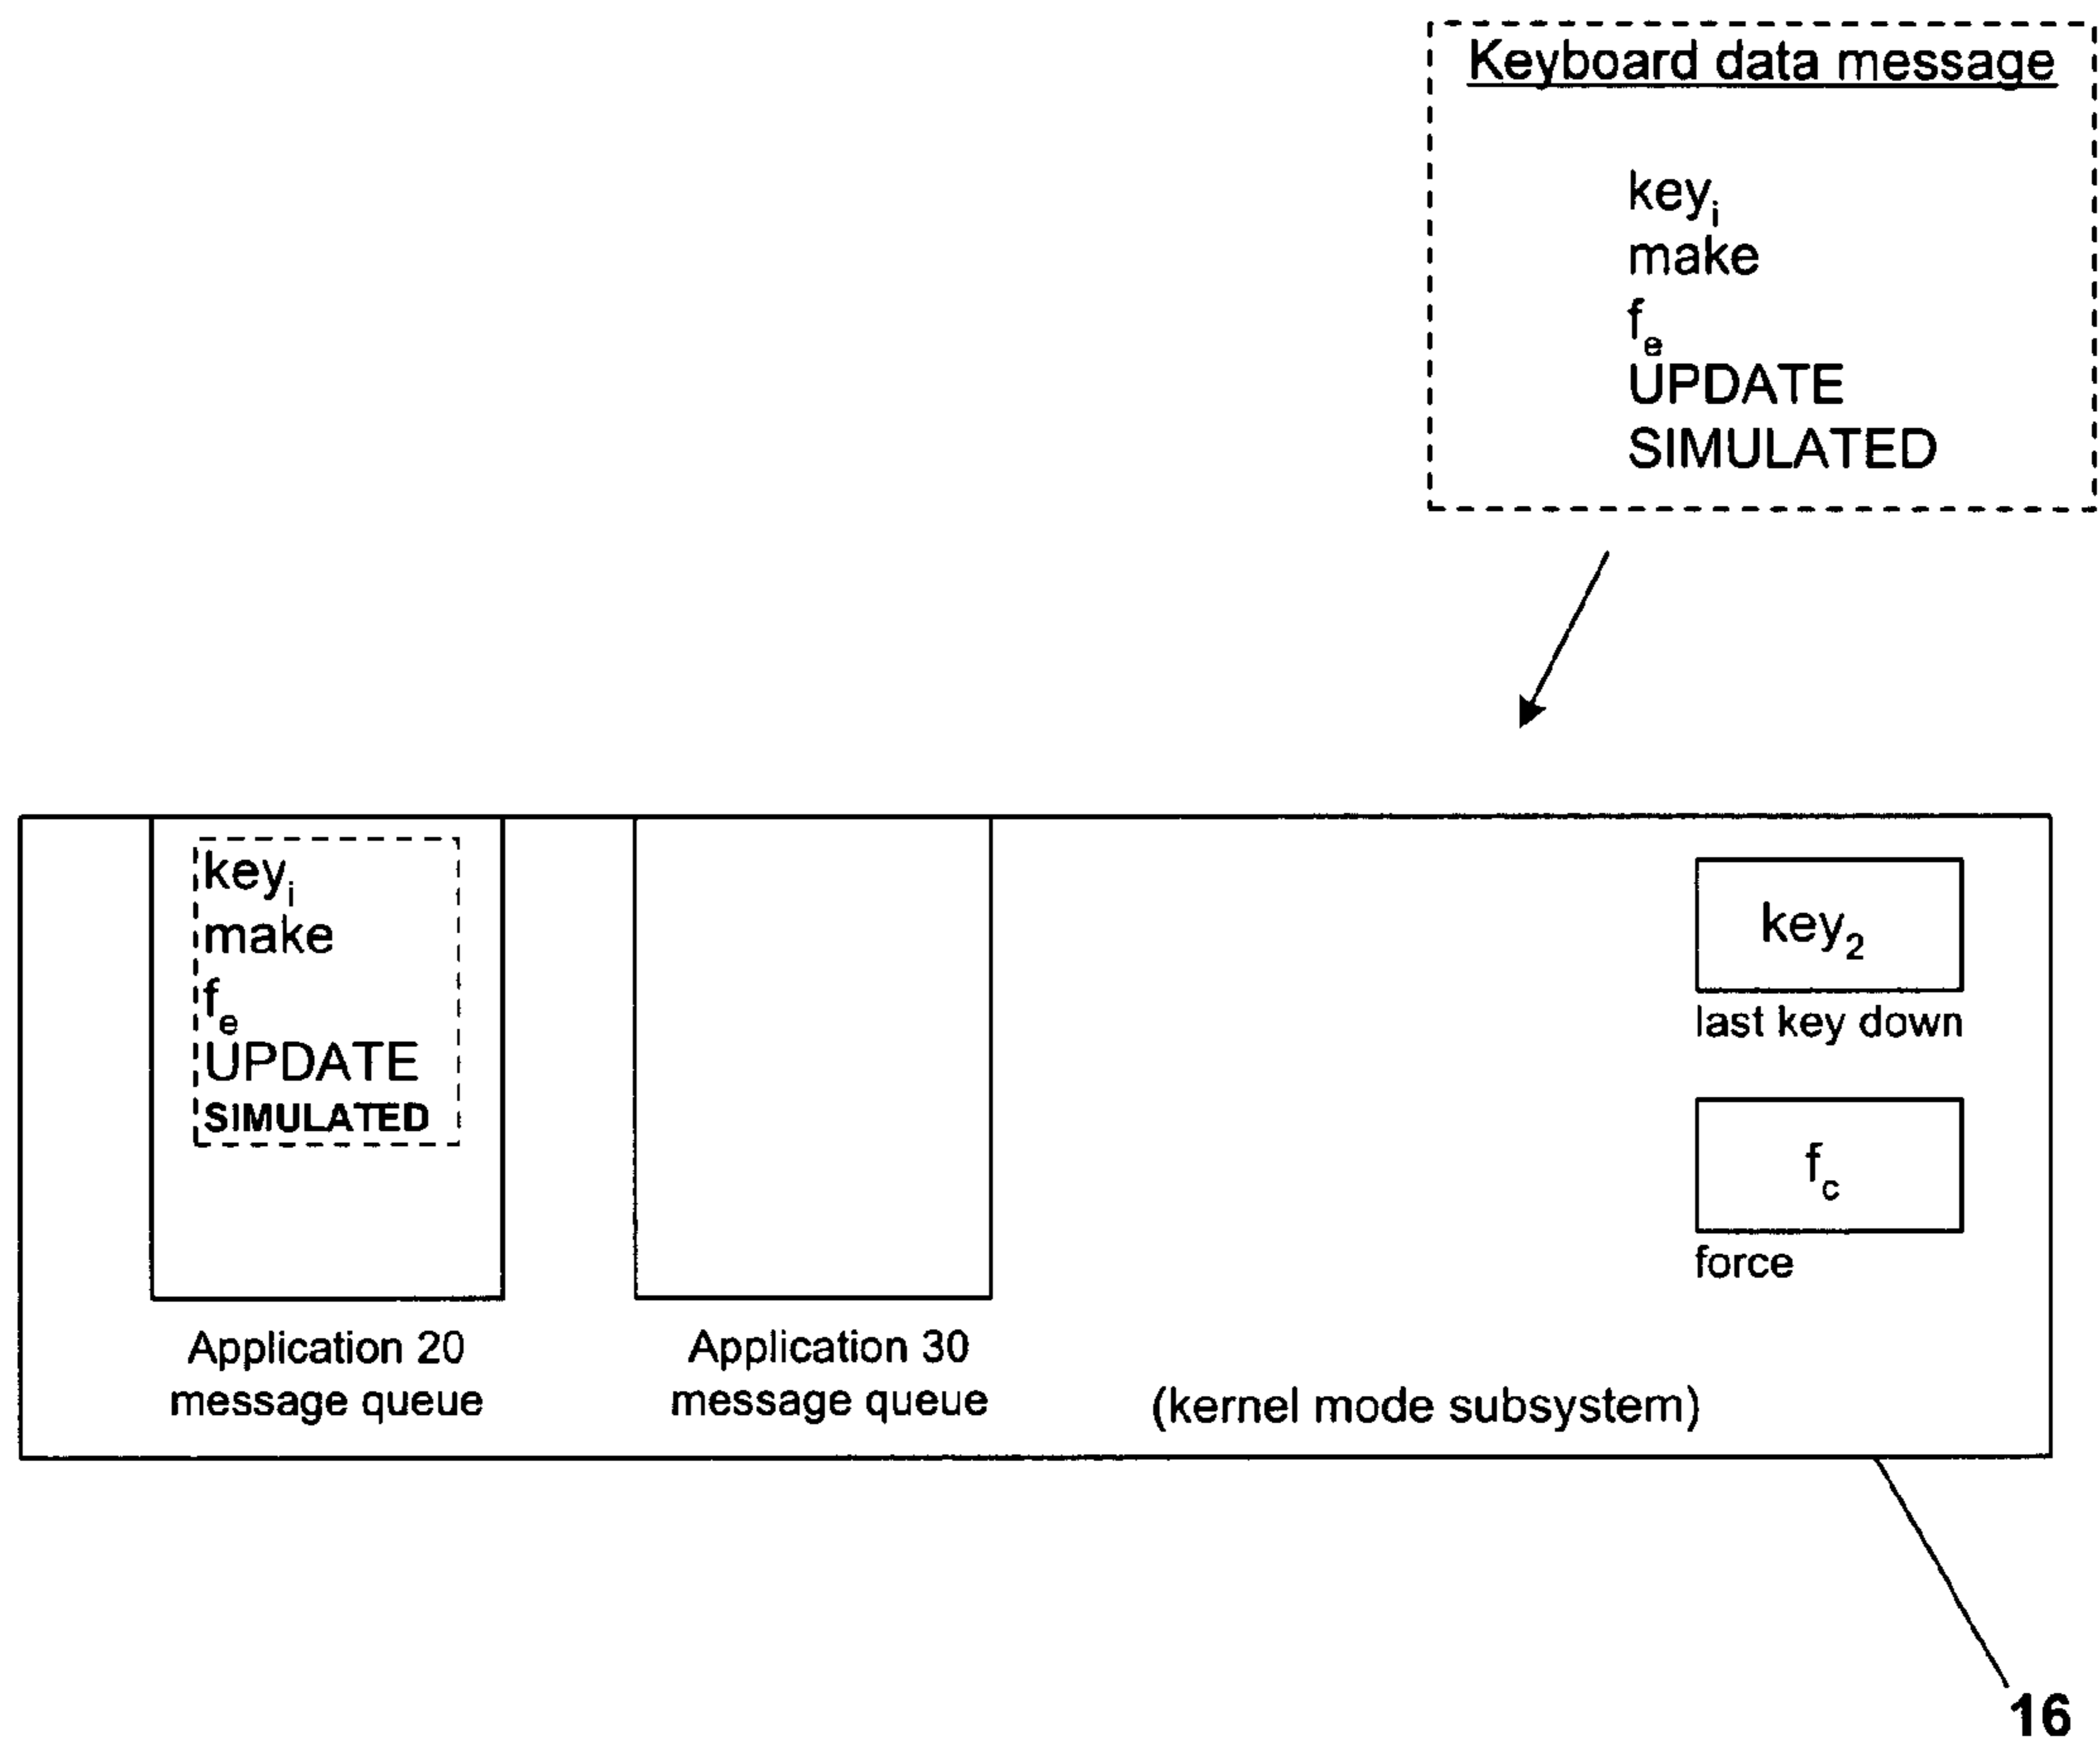 Keyboard data message
keyᵢ
make
fₑ
UPDATE
SIMULATED
keyᵢ
make
fₑ
UPDATE
SIMULATED
key₂
last key down
f_c
force
Application 20
message queue
Application 30
message queue
(kernel mode subsystem)
16